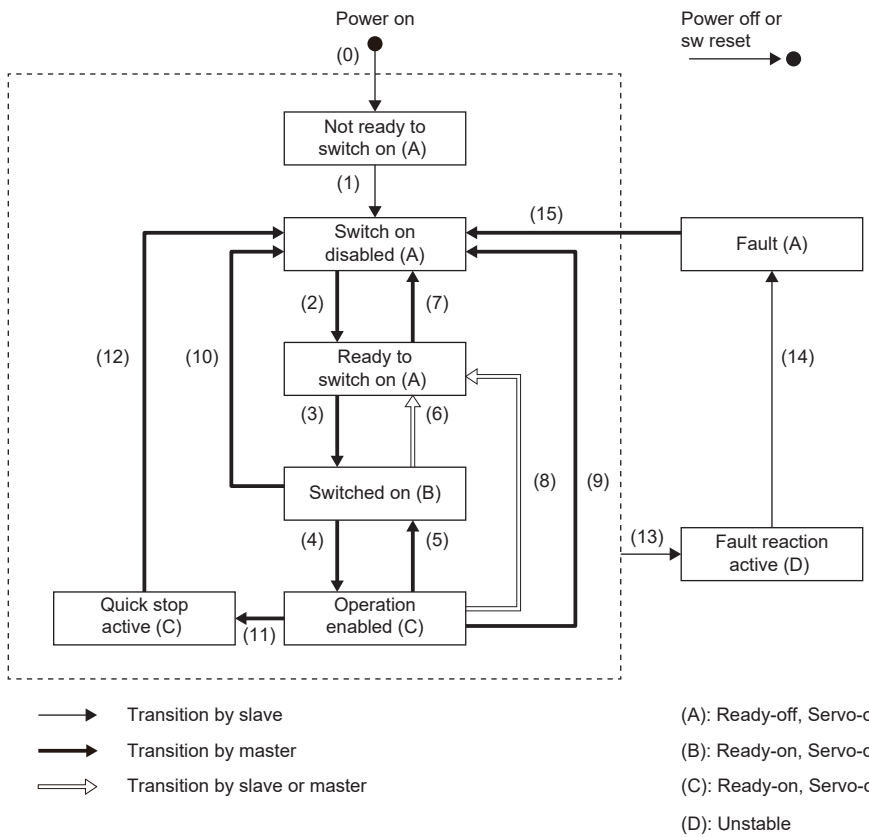 Power on
(0)
Power off or
sw reset
Not ready to
switch on (A)
(1)
(15)
Switch on
disabled (A)
Fault (A)
(2)
(7)
(12)
(10)
(14)
Ready to
switch on (A)
(3)
(6)
(8)
(9)
Switched on (B)
(4)
(5)
(13)
Fault reaction
active (D)
Quick stop
active (C)
(11)
Operation
enabled (C)
Transition by slave
Transition by master
Transition by slave or master
(A): Ready-off, Servo-
(B): Ready-on, Servo-
(C): Ready-on, Servo-
(D): Unstable